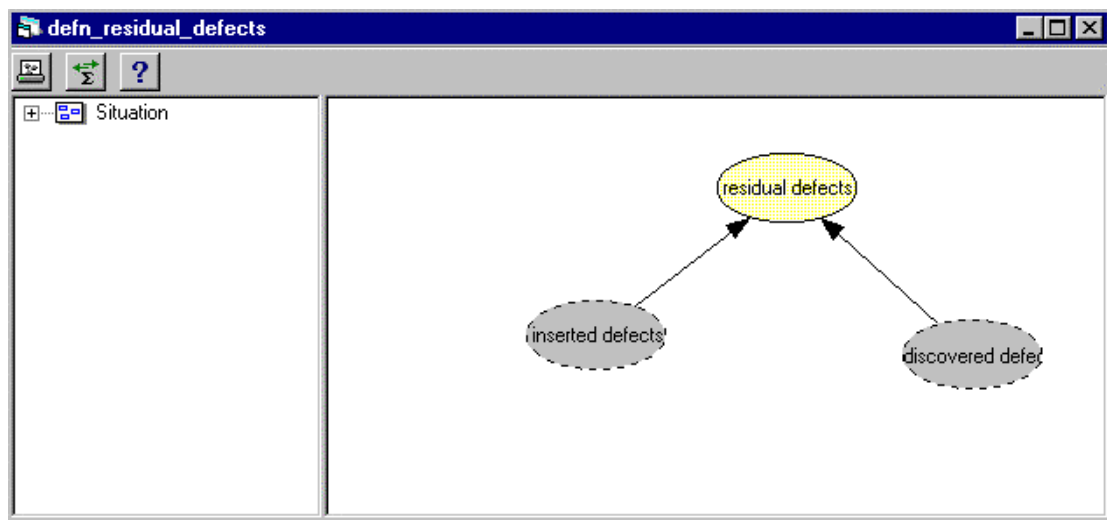 defn_residual_defects
?
Situation
residual defects
inserted defects
discovered defec